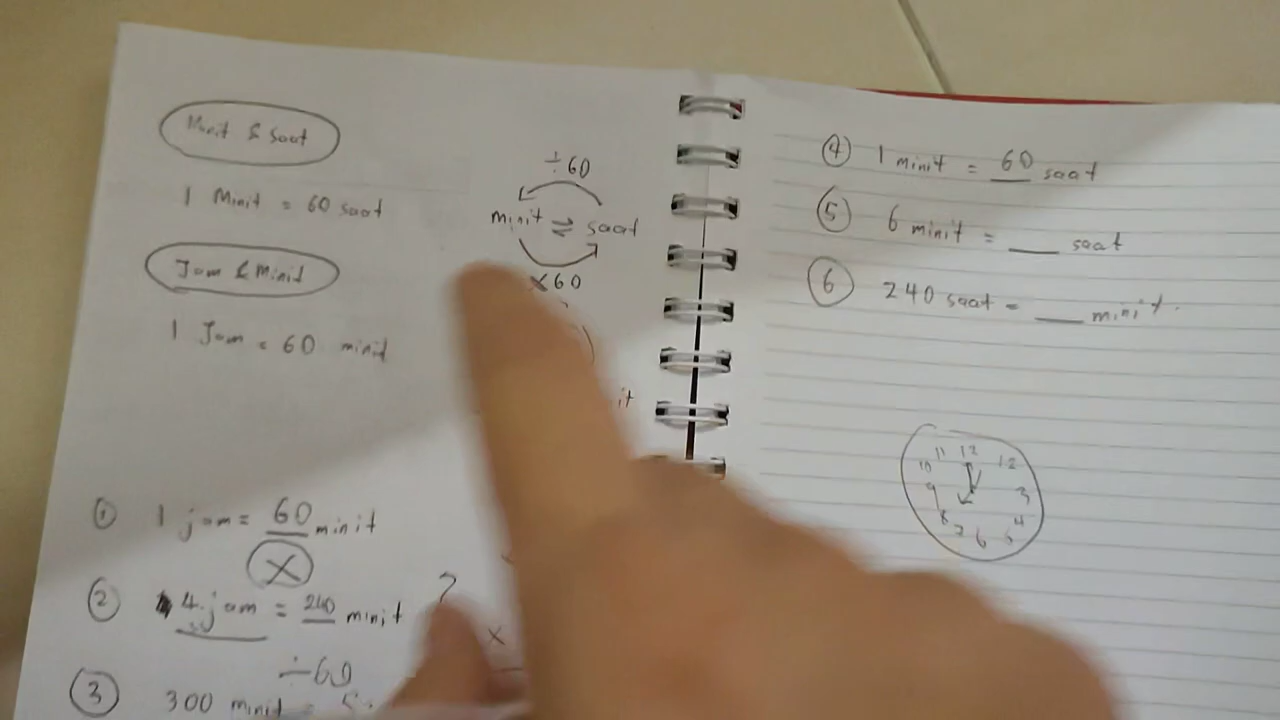 Minit & Saat
1 Minit = 60 saat
÷60
minit ⇌ saat
×60
Jam & Minit
1 Jam = 60 minit
it
① 1 jam = 60 minit
X
② 4 jam = 240 minit
?
x
÷60
③ 300 minit = 5
④ 1 minit = 60 saat
⑤ 6 minit = ___ saat
⑥ 240 saat = ___ minit.
11 12 12
10
9 3
8 4
7 6 5